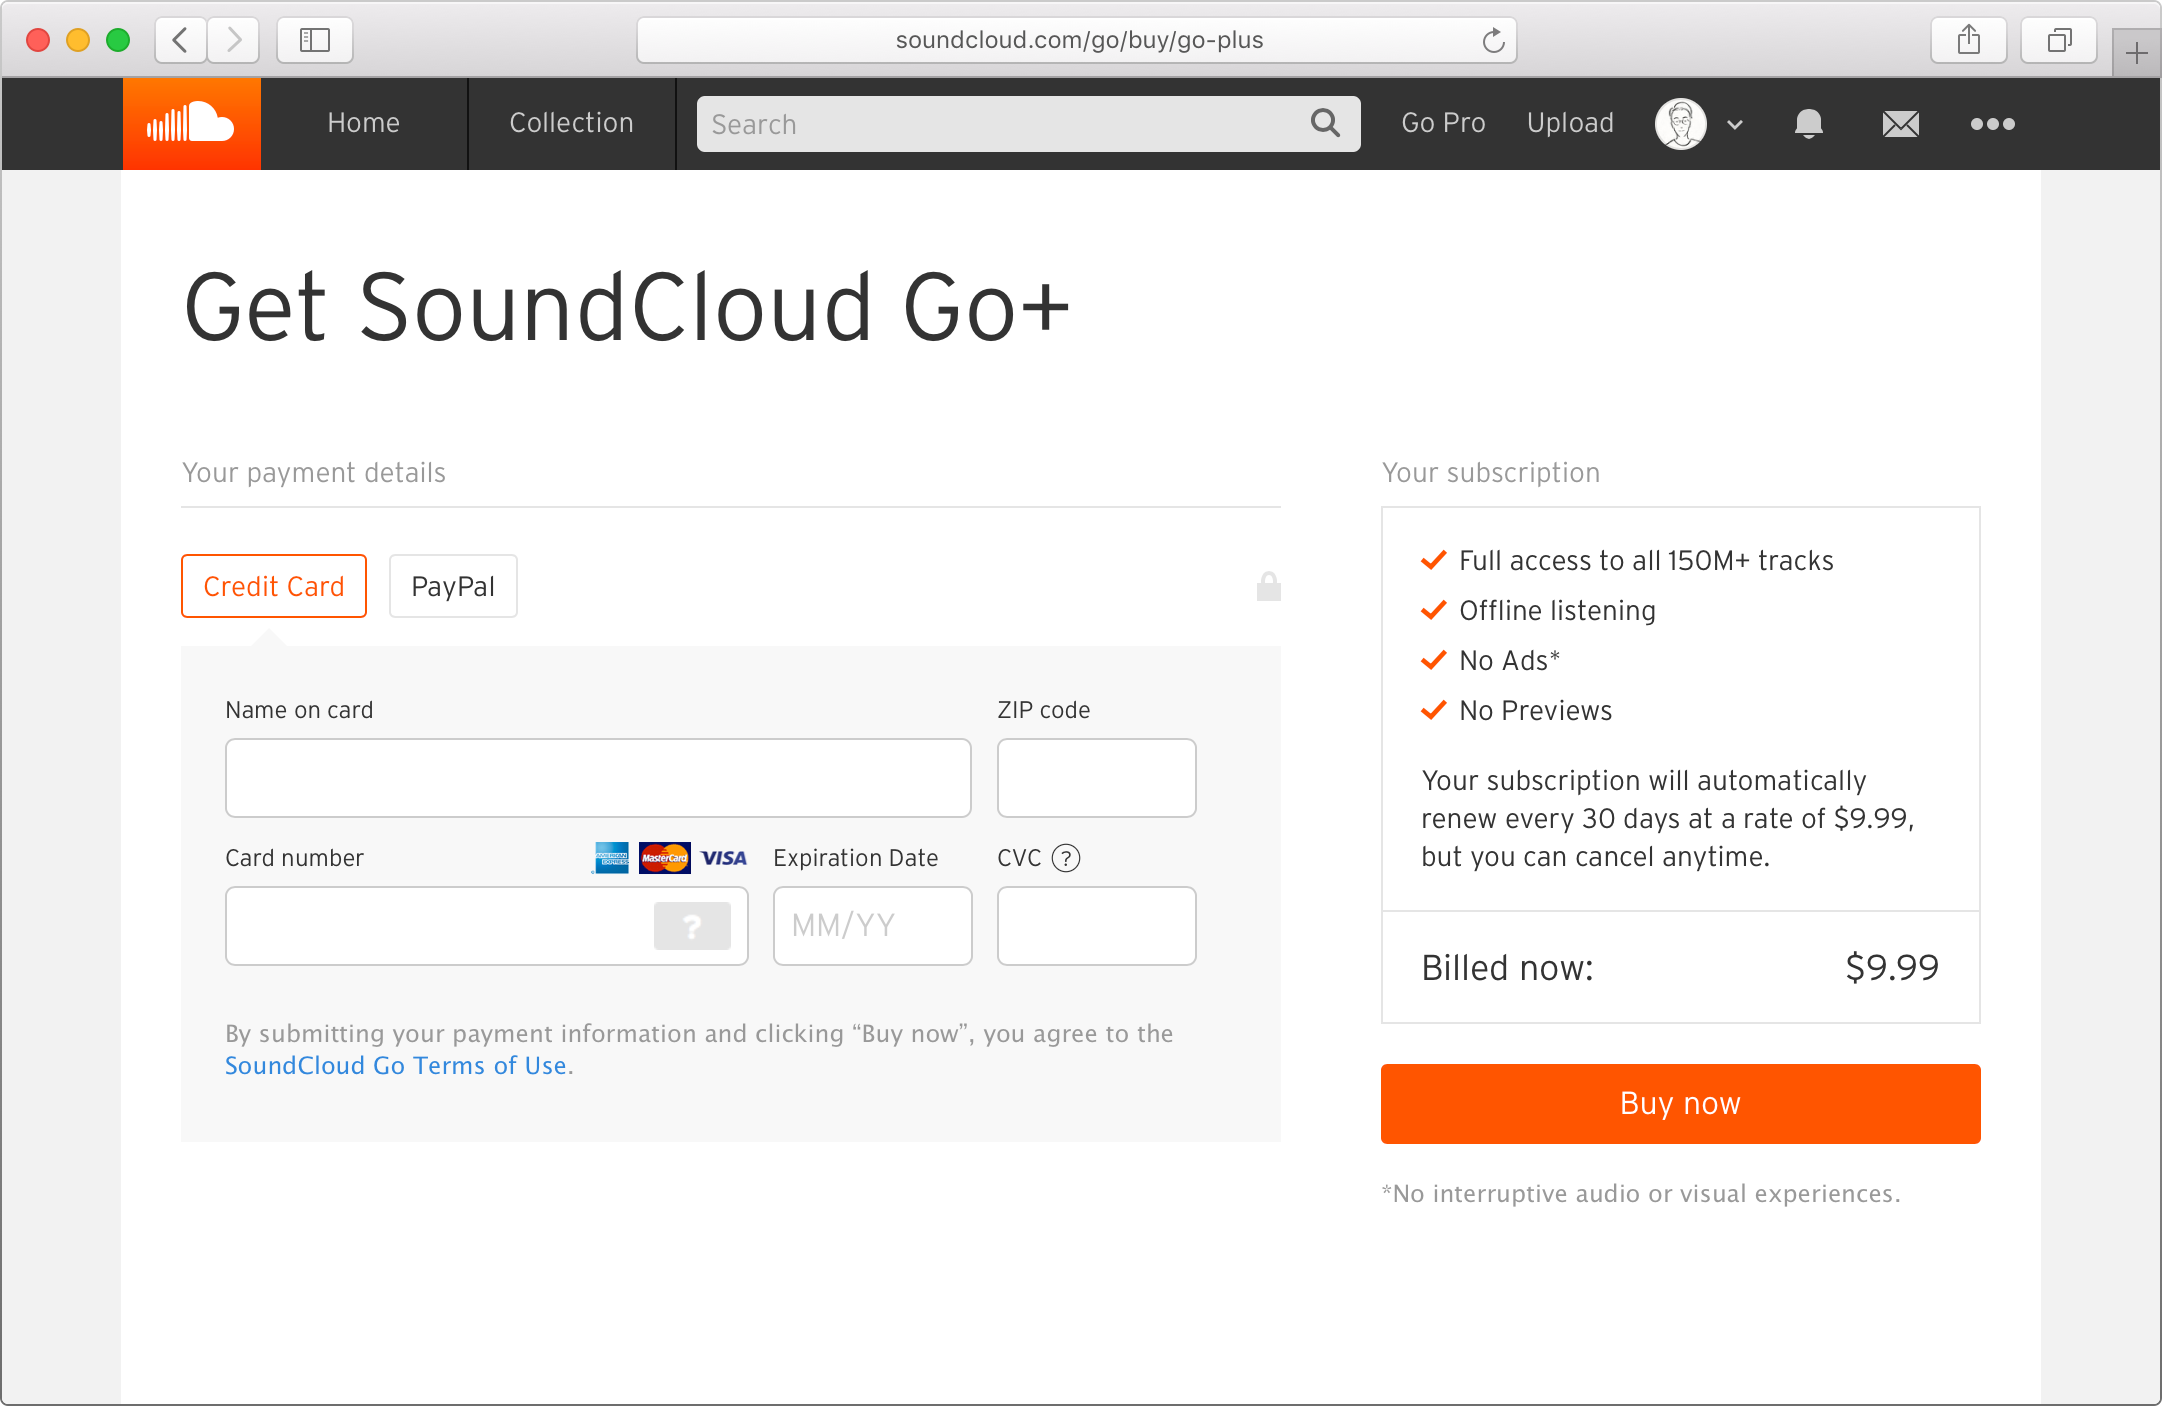 soundcloud.com/go/buy/go-plus
Home
Collection
Search
Go Pro
Upload
Get SoundCloud Go+
Your payment details
Credit Card
PayPal
Name on card
ZIP code
Card number
AMERICAN EXPRESS
MasterCard
VISA
Expiration Date
CVC ?
?
MM/YY
By submitting your payment information and clicking “Buy now”, you agree to the
SoundCloud Go Terms of Use.
Your subscription
Full access to all 150M+ tracks
Offline listening
No Ads*
No Previews
Your subscription will automatically
renew every 30 days at a rate of $9.99,
but you can cancel anytime.
Billed now: $9.99
Buy now
*No interruptive audio or visual experiences.